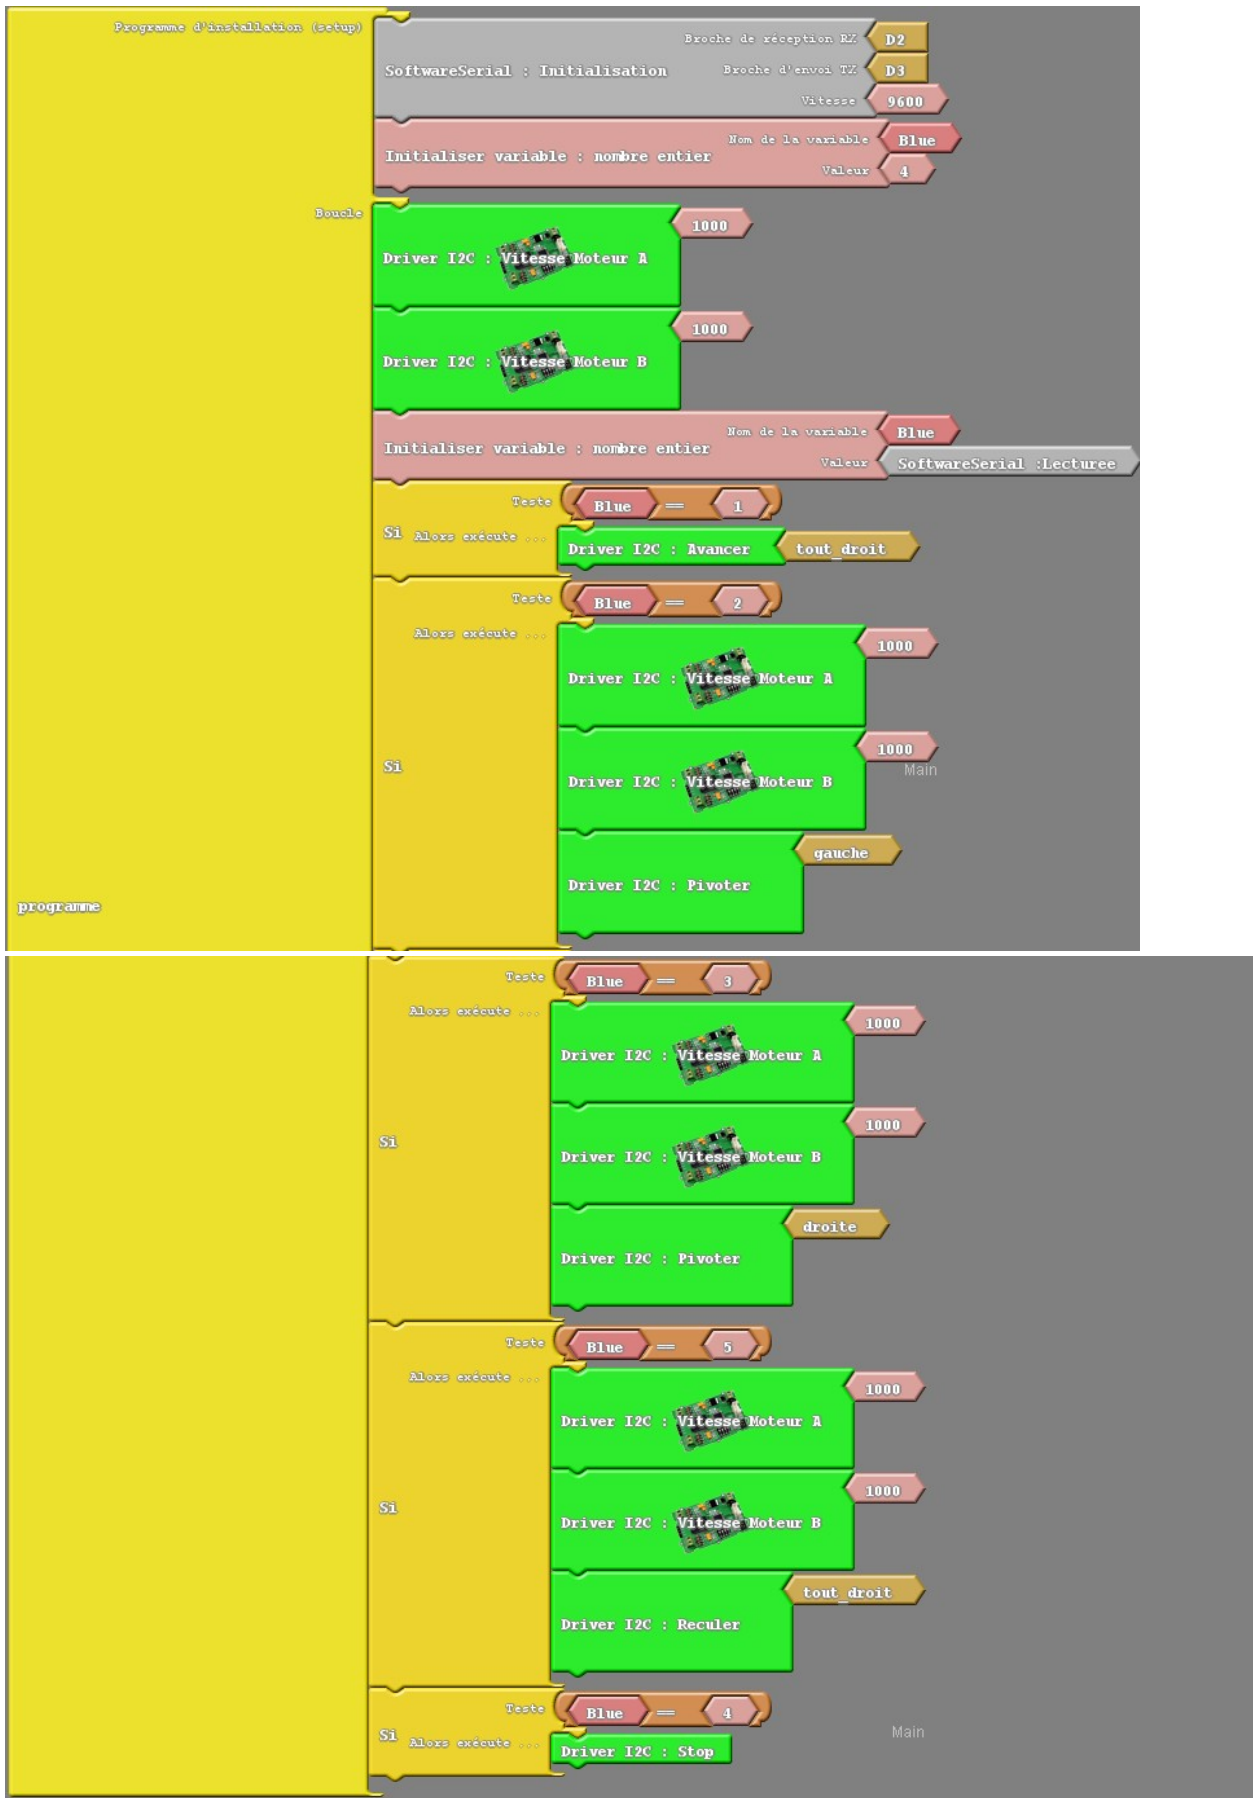 Programme d'installation (setup)
SoftwareSerial : Initialisation
Broche de réception RX D2
Broche d'envoi TX D3
Vitesse 9600
Initialiser variable : nombre entier
Nom de la variable Blue
Valeur 4
Boucle
Driver I2C : Vitesse Moteur A 1000
Driver I2C : Vitesse Moteur B 1000
Initialiser variable : nombre entier
Nom de la variable Blue
Valeur SoftwareSerial :Lecturee
Si
Teste Blue == 1
Alors exécute ...
Driver I2C : Avancer tout_droit
Si
Teste Blue == 2
Alors exécute ...
Driver I2C : Vitesse Moteur A 1000
Driver I2C : Vitesse Moteur B 1000
Main
Driver I2C : Pivoter gauche
programme
Si
Teste Blue == 3
Alors exécute ...
Driver I2C : Vitesse Moteur A 1000
Driver I2C : Vitesse Moteur B 1000
Driver I2C : Pivoter droite
Si
Teste Blue == 5
Alors exécute ...
Driver I2C : Vitesse Moteur A 1000
Driver I2C : Vitesse Moteur B 1000
Driver I2C : Reculer tout_droit
Si
Teste Blue == 4
Alors exécute ...
Driver I2C : Stop
Main